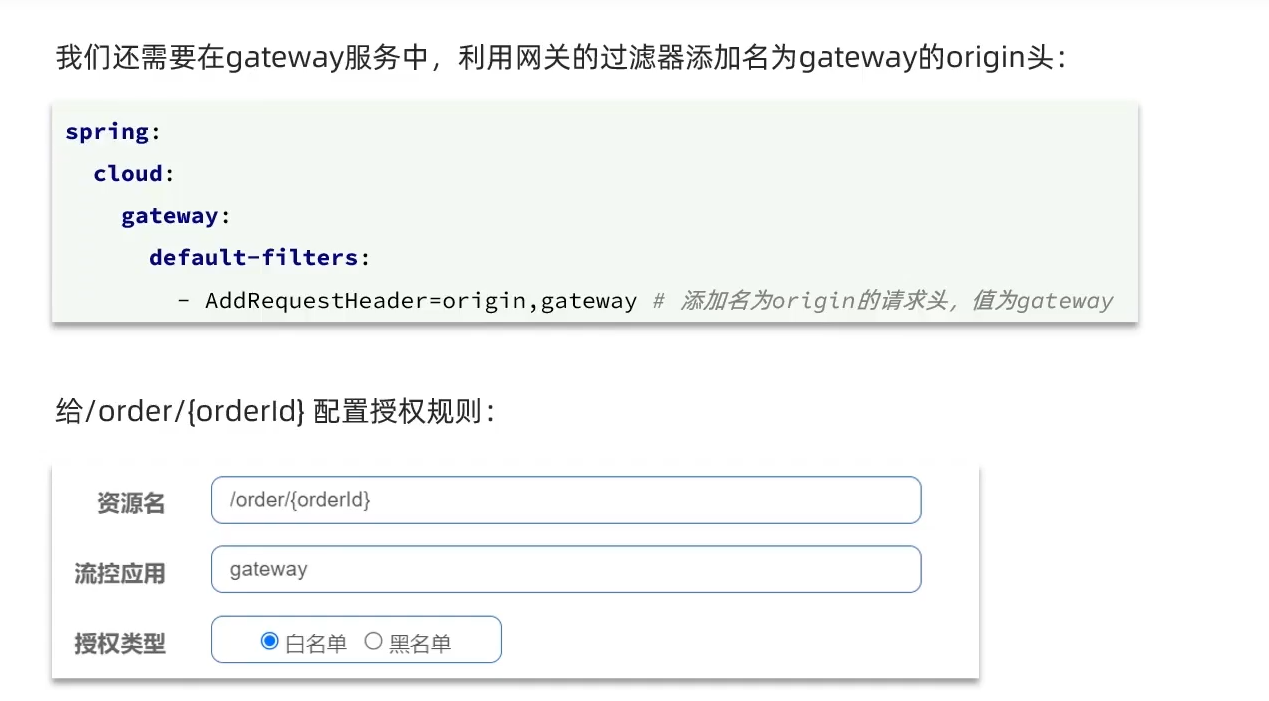 我们还需要在gateway服务中，利用网关的过滤器添加名为gateway的origin头：
spring:
  cloud:
    gateway:
      default-filters:
        - AddRequestHeader=origin,gateway # 添加名为origin的请求头，值为gateway
给/order/{orderId} 配置授权规则：
资源名 /order/{orderId}
流控应用 gateway
授权类型 白名单 黑名单